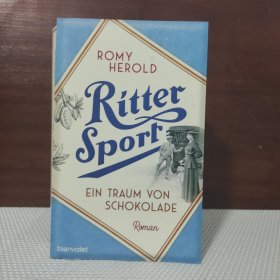 ROMY
HEROLD
Ritter
Sport
EIN TRAUM VON
SCHOKOLADE
Roman
blanvalet